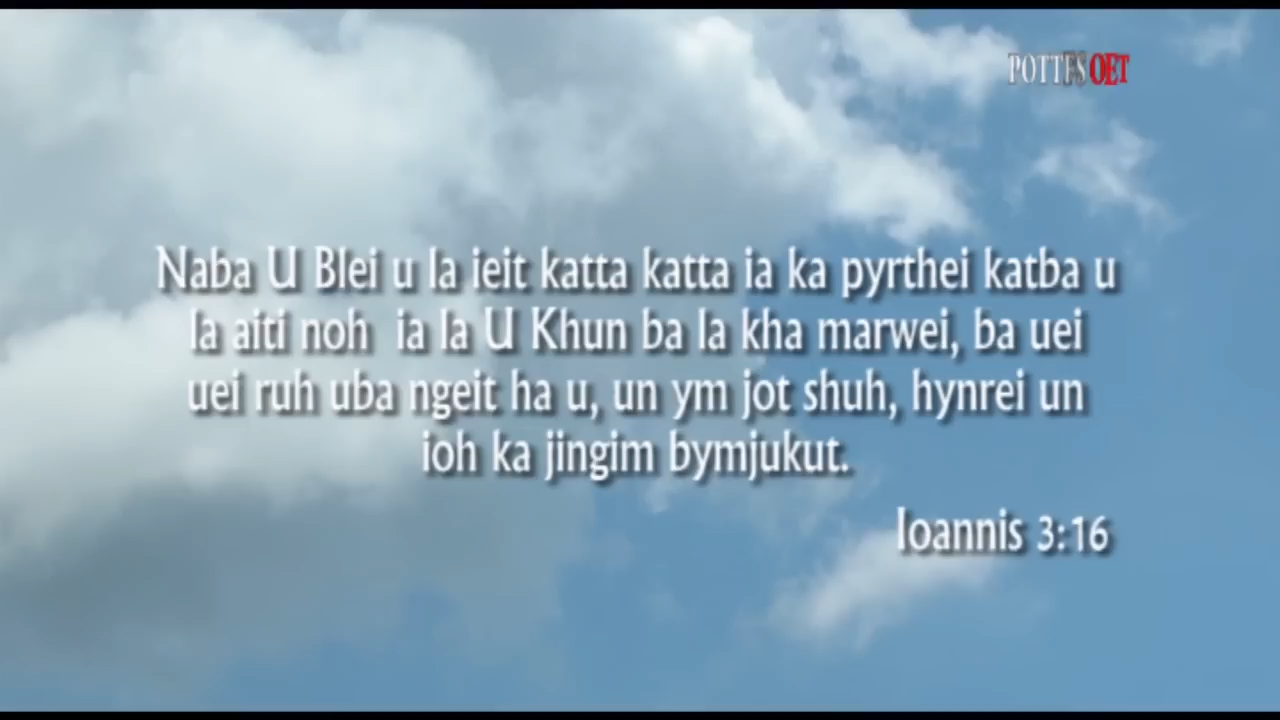 POTTFS OET
Naba U Blei u la ieit katta katta ia ka pyrthei katba u
la aiti noh ia la U Khun ba la kha marwei, ba uei
uei ruh uba ngeit ha u, un ym jot shuh, hynrei un
ioh ka jingim bymjukut.
Ioannis 3:16